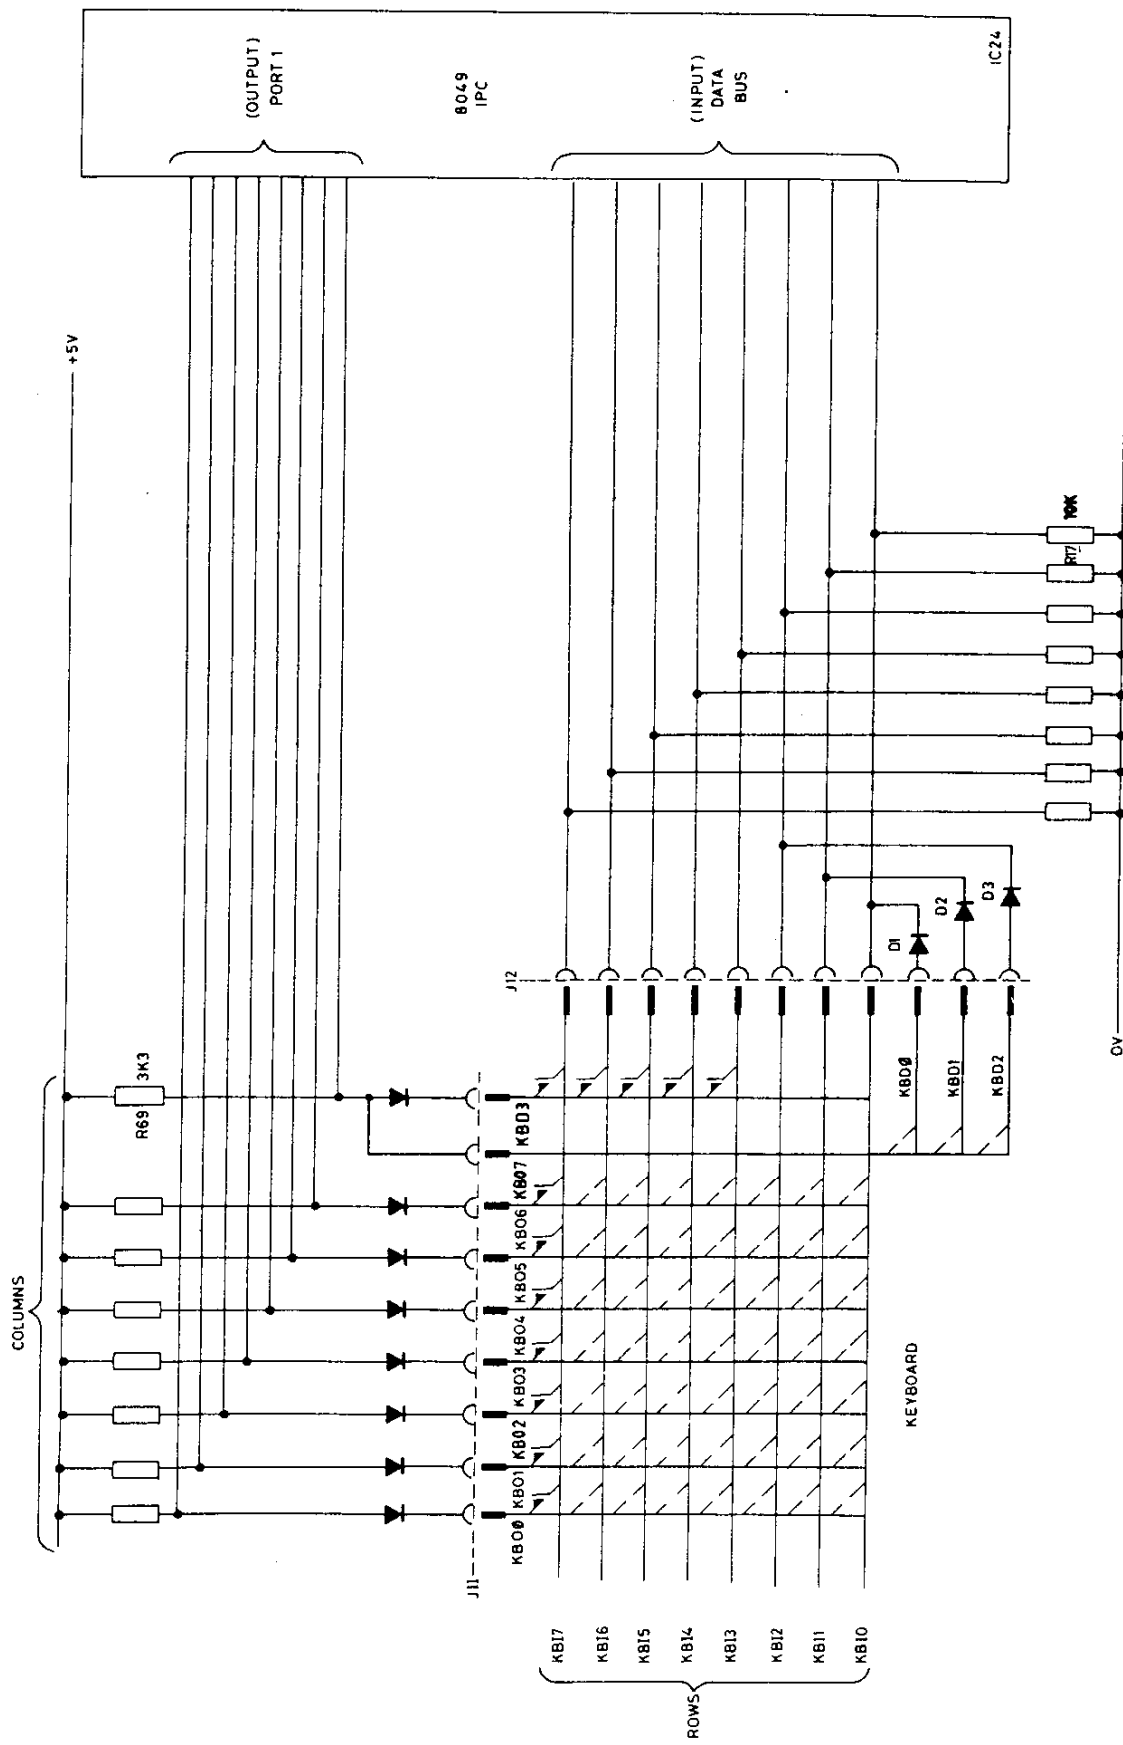 COLUMNS
+5V
R69
3K3
(OUTPUT)
PORT 1
8049
IPC
(INPUT)
DATA
BUS
IC24
J11
KBO0
KBO1
KBO2
KBO3
KBO4
KBO5
KBO6
KBO7
KBD3
J12
ROWS
KBI7
KBI6
KBI5
KBI4
KBI3
KBI2
KBI1
KBI0
KEYBOARD
KBDØ
KBD1
KBD2
D1
D2
D3
R17
10K
0V